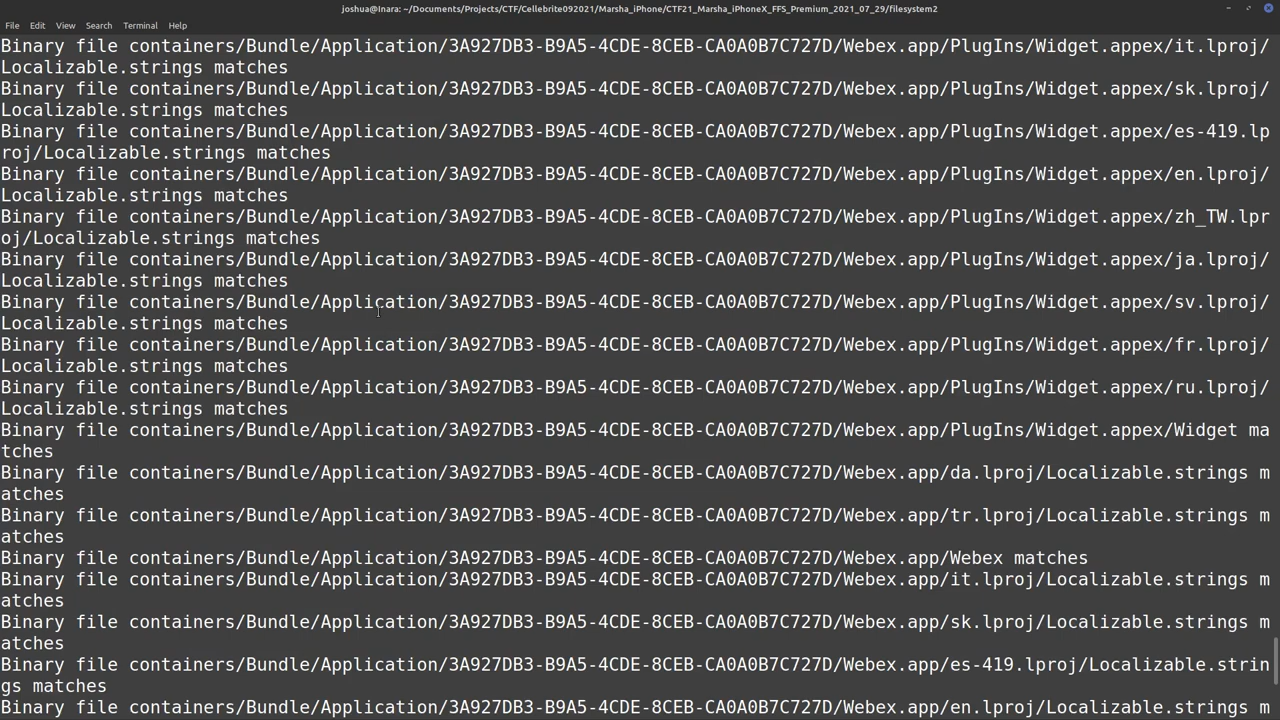 joshua@Inara: ~/Documents/Projects/CTF/Cellebrite092021/Marsha_iPhone/CTF21_Marsha_iPhoneX_FFS_Premium_2021_07_29/filesystem2
File Edit View Search Terminal Help
Binary file containers/Bundle/Application/3A927DB3-B9A5-4CDE-8CEB-CA0A0B7C727D/Webex.app/PlugIns/Widget.appex/it.lproj/
Localizable.strings matches
Binary file containers/Bundle/Application/3A927DB3-B9A5-4CDE-8CEB-CA0A0B7C727D/Webex.app/PlugIns/Widget.appex/sk.lproj/
Localizable.strings matches
Binary file containers/Bundle/Application/3A927DB3-B9A5-4CDE-8CEB-CA0A0B7C727D/Webex.app/PlugIns/Widget.appex/es-419.lp
roj/Localizable.strings matches
Binary file containers/Bundle/Application/3A927DB3-B9A5-4CDE-8CEB-CA0A0B7C727D/Webex.app/PlugIns/Widget.appex/en.lproj/
Localizable.strings matches
Binary file containers/Bundle/Application/3A927DB3-B9A5-4CDE-8CEB-CA0A0B7C727D/Webex.app/PlugIns/Widget.appex/zh_TW.lpr
oj/Localizable.strings matches
Binary file containers/Bundle/Application/3A927DB3-B9A5-4CDE-8CEB-CA0A0B7C727D/Webex.app/PlugIns/Widget.appex/ja.lproj/
Localizable.strings matches
Binary file containers/Bundle/Application/3A927DB3-B9A5-4CDE-8CEB-CA0A0B7C727D/Webex.app/PlugIns/Widget.appex/sv.lproj/
Localizable.strings matches
Binary file containers/Bundle/Application/3A927DB3-B9A5-4CDE-8CEB-CA0A0B7C727D/Webex.app/PlugIns/Widget.appex/fr.lproj/
Localizable.strings matches
Binary file containers/Bundle/Application/3A927DB3-B9A5-4CDE-8CEB-CA0A0B7C727D/Webex.app/PlugIns/Widget.appex/ru.lproj/
Localizable.strings matches
Binary file containers/Bundle/Application/3A927DB3-B9A5-4CDE-8CEB-CA0A0B7C727D/Webex.app/PlugIns/Widget.appex/Widget ma
tches
Binary file containers/Bundle/Application/3A927DB3-B9A5-4CDE-8CEB-CA0A0B7C727D/Webex.app/da.lproj/Localizable.strings m
atches
Binary file containers/Bundle/Application/3A927DB3-B9A5-4CDE-8CEB-CA0A0B7C727D/Webex.app/tr.lproj/Localizable.strings m
atches
Binary file containers/Bundle/Application/3A927DB3-B9A5-4CDE-8CEB-CA0A0B7C727D/Webex.app/Webex matches
Binary file containers/Bundle/Application/3A927DB3-B9A5-4CDE-8CEB-CA0A0B7C727D/Webex.app/it.lproj/Localizable.strings m
atches
Binary file containers/Bundle/Application/3A927DB3-B9A5-4CDE-8CEB-CA0A0B7C727D/Webex.app/sk.lproj/Localizable.strings m
atches
Binary file containers/Bundle/Application/3A927DB3-B9A5-4CDE-8CEB-CA0A0B7C727D/Webex.app/es-419.lproj/Localizable.strin
gs matches
Binary file containers/Bundle/Application/3A927DB3-B9A5-4CDE-8CEB-CA0A0B7C727D/Webex.app/en.lproj/Localizable.strings m